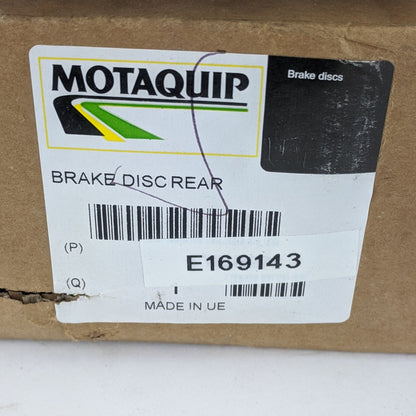 MOTAQUIP
Brake discs
BRAKE DISC REAR
(P)
E169143
(Q)
MADE IN UE